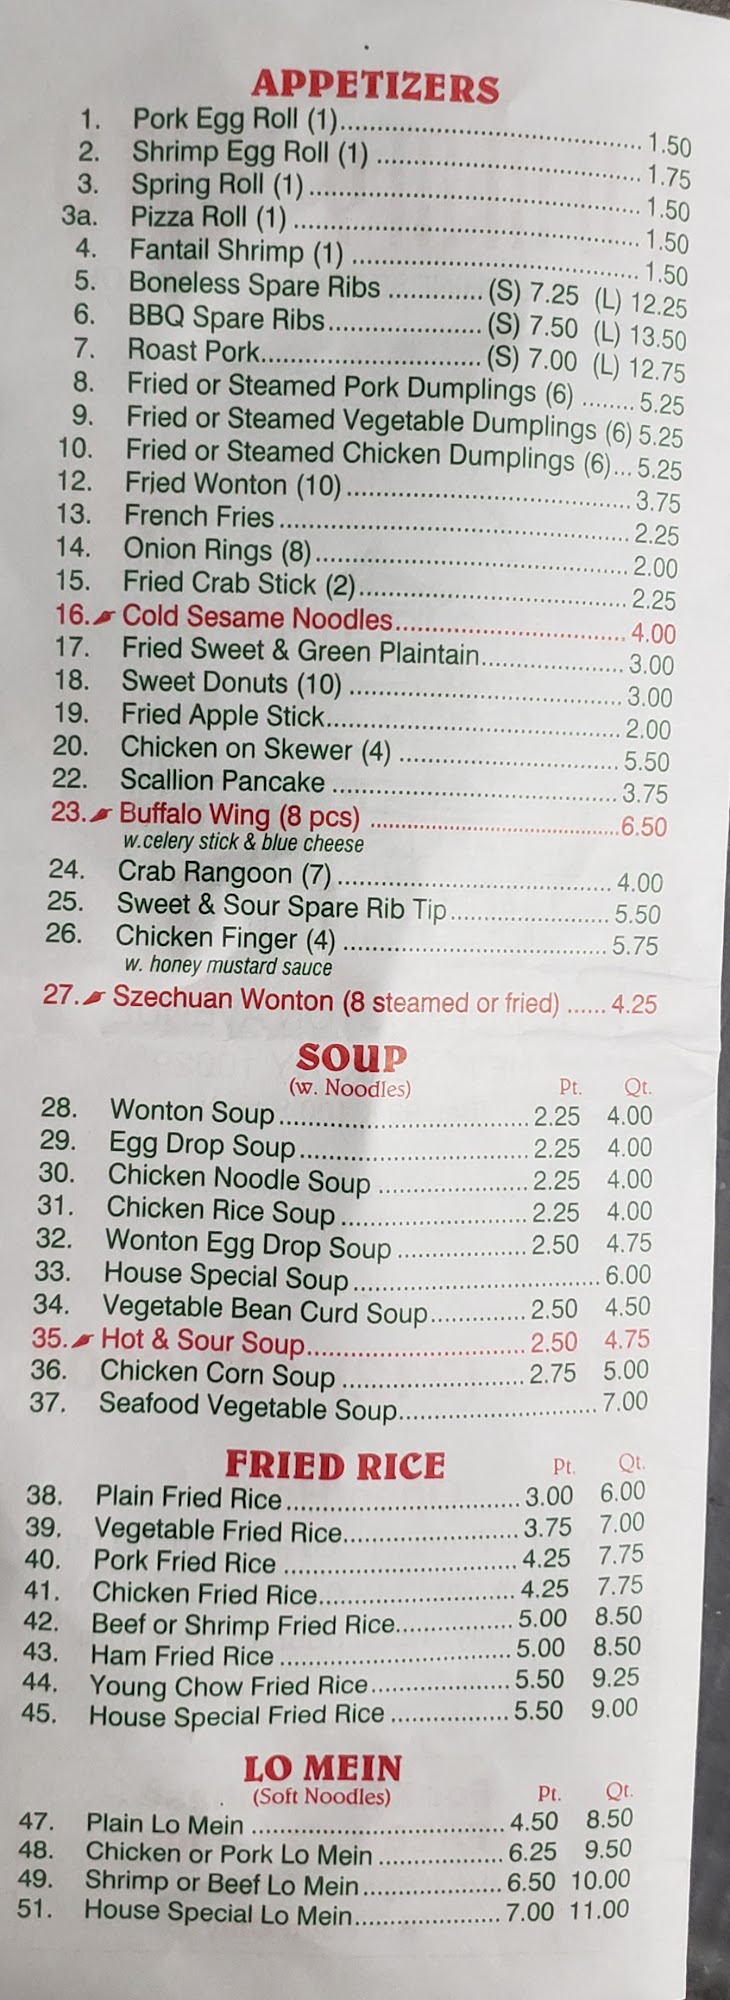 APPETIZERS
1. Pork Egg Roll (1)........ 1.50
2. Shrimp Egg Roll (1) ........ 1.75
3. Spring Roll (1)........ 1.50
3a. Pizza Roll (1) ........ 1.50
4. Fantail Shrimp (1) ........ 1.50
5. Boneless Spare Ribs ........ (S) 7.25 (L) 12.25
6. BBQ Spare Ribs........ (S) 7.50 (L) 13.50
7. Roast Pork........ (S) 7.00 (L) 12.75
8. Fried or Steamed Pork Dumplings (6) ........ 5.25
9. Fried or Steamed Vegetable Dumplings (6) 5.25
10. Fried or Steamed Chicken Dumplings (6)... 5.25
12. Fried Wonton (10)........ 3.75
13. French Fries........ 2.25
14. Onion Rings (8)........ 2.00
15. Fried Crab Stick (2)........ 2.25
16. Cold Sesame Noodles........ 4.00
17. Fried Sweet & Green Plaintain........ 3.00
18. Sweet Donuts (10) ........ 3.00
19. Fried Apple Stick........ 2.00
20. Chicken on Skewer (4) ........ 5.50
22. Scallion Pancake ........ 3.75
23. Buffalo Wing (8 pcs) ........ 6.50
w.celery stick & blue cheese
24. Crab Rangoon (7)........ 4.00
25. Sweet & Sour Spare Rib Tip........ 5.50
26. Chicken Finger (4) ........ 5.75
w. honey mustard sauce
27. Szechuan Wonton (8 steamed or fried) ...... 4.25
SOUP
(w. Noodles) Pt. Qt.
28. Wonton Soup........ 2.25 4.00
29. Egg Drop Soup........ 2.25 4.00
30. Chicken Noodle Soup ........ 2.25 4.00
31. Chicken Rice Soup........ 2.25 4.00
32. Wonton Egg Drop Soup ........ 2.50 4.75
33. House Special Soup........ 6.00
34. Vegetable Bean Curd Soup........ 2.50 4.50
35. Hot & Sour Soup........ 2.50 4.75
36. Chicken Corn Soup ........ 2.75 5.00
37. Seafood Vegetable Soup........ 7.00
FRIED RICE Pt. Qt.
38. Plain Fried Rice........ 3.00 6.00
39. Vegetable Fried Rice........ 3.75 7.00
40. Pork Fried Rice ........ 4.25 7.75
41. Chicken Fried Rice........ 4.25 7.75
42. Beef or Shrimp Fried Rice........ 5.00 8.50
43. Ham Fried Rice ........ 5.00 8.50
44. Young Chow Fried Rice........ 5.50 9.25
45. House Special Fried Rice ........ 5.50 9.00
LO MEIN
(Soft Noodles) Pt. Qt.
47. Plain Lo Mein ........ 4.50 8.50
48. Chicken or Pork Lo Mein ........ 6.25 9.50
49. Shrimp or Beef Lo Mein........ 6.50 10.00
51. House Special Lo Mein........ 7.00 11.00